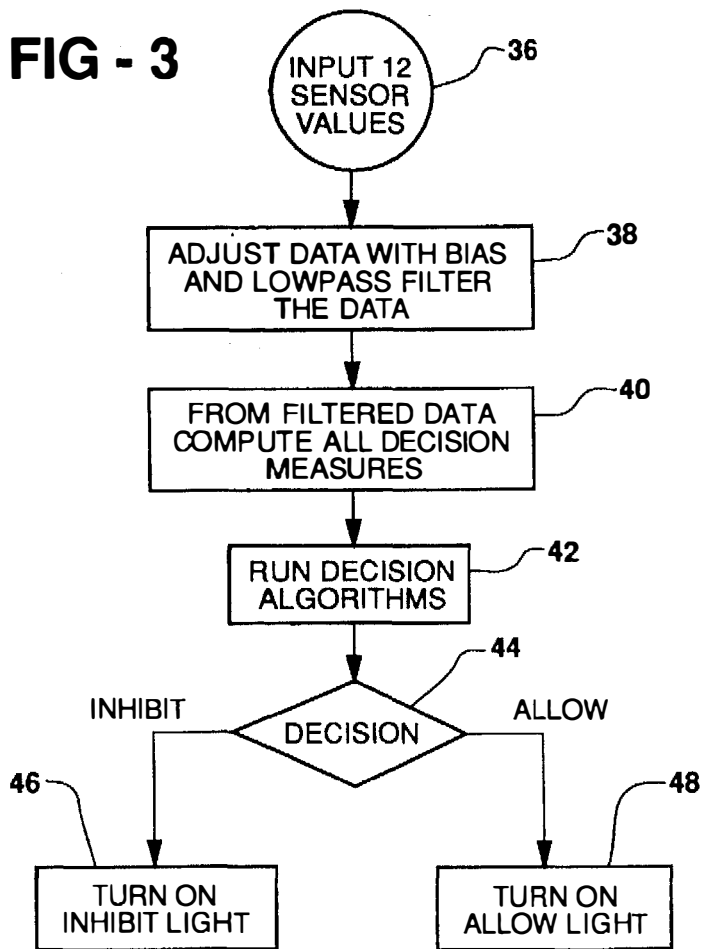 FIG - 3
INPUT 12
SENSOR
VALUES
36
ADJUST DATA WITH BIAS
AND LOWPASS FILTER
THE DATA
38
FROM FILTERED DATA
COMPUTE ALL DECISION
MEASURES
40
RUN DECISION
ALGORITHMS
42
44
INHIBIT
DECISION
ALLOW
46
TURN ON
INHIBIT LIGHT
48
TURN ON
ALLOW LIGHT